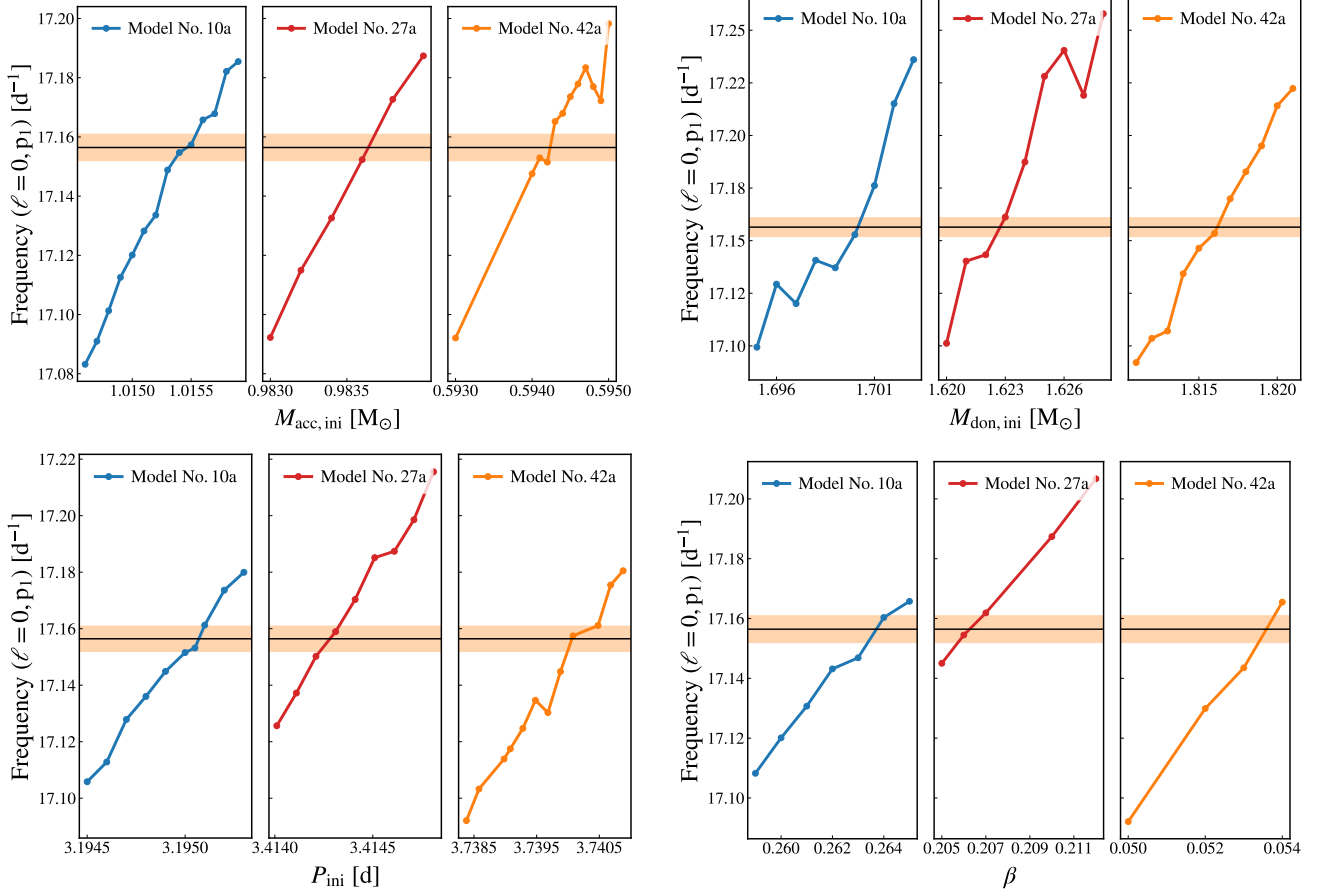 Model No. 10a Model No. 27a Model No. 42a
17.20
17.18
17.16
17.14
17.12
17.10
17.08
Frequency (ℓ = 0, p₁) [d⁻¹]
1.0150 1.0155 0.9830 0.9835 0.5930 0.5940 0.5950
M_acc, ini [M⊙]
Model No. 10a Model No. 27a Model No. 42a
17.25
17.22
17.20
17.18
17.15
17.12
17.10
Frequency (ℓ = 0, p₁) [d⁻¹]
1.696 1.701 1.620 1.623 1.626 1.815 1.820
M_don, ini [M⊙]
Model No. 10a Model No. 27a Model No. 42a
17.22
17.20
17.18
17.16
17.14
17.12
17.10
Frequency (ℓ = 0, p₁) [d⁻¹]
3.1945 3.1950 3.4140 3.4145 3.7385 3.7395 3.7405
P_ini [d]
Model No. 10a Model No. 27a Model No. 42a
17.20
17.18
17.16
17.14
17.12
17.10
Frequency (ℓ = 0, p₁) [d⁻¹]
0.260 0.262 0.264 0.205 0.207 0.209 0.211 0.050 0.052 0.054
β